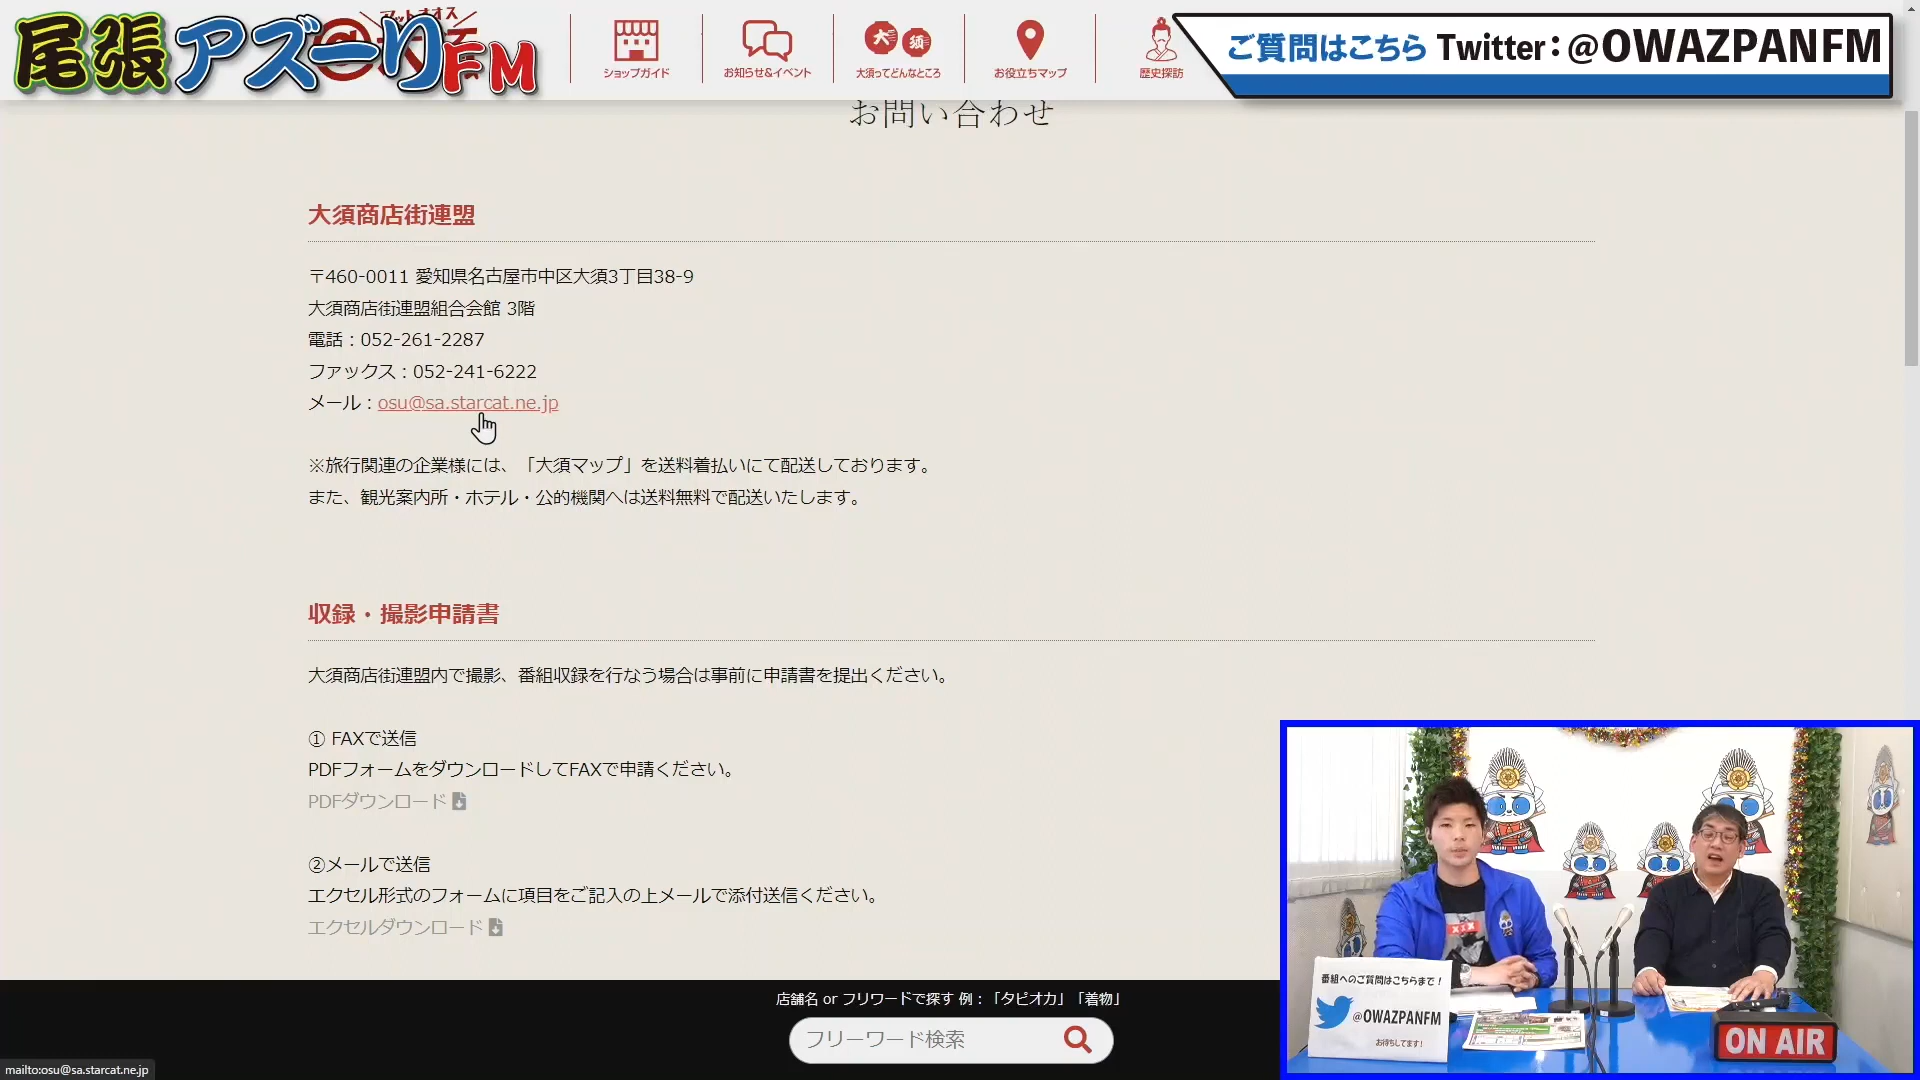 尾張アズーリFM
ショップガイド
お知らせ&イベント
大須
大須ってどんなところ
お役立ちマップ
歴史探訪
ご質問はこちら Twitter:@OWAZPANFM
お問い合わせ
大須商店街連盟
〒460-0011 愛知県名古屋市中区大須3丁目38-9
大須商店街連盟組合会館 3階
電話:052-261-2287
ファックス:052-241-6222
メール:osu@sa.starcat.ne.jp
※旅行関連の企業様には、「大須マップ」を送料着払いにて配送しております。
また、観光案内所・ホテル・公的機関へは送料無料で配送いたします。
収録・撮影申請書
大須商店街連盟内で撮影、番組収録を行なう場合は事前に申請書を提出ください。
① FAXで送信
PDFフォームをダウンロードしてFAXで申請ください。
PDFダウンロード
②メールで送信
エクセル形式のフォームに項目をご記入の上メールで添付送信ください。
エクセルダウンロード
店舗名 or フリワードで探す 例:「タピオカ」「着物」
フリーワード検索
mailto:osu@sa.starcat.ne.jp
番組へのご質問はこちらまで!
@OWAZPANFM
お待ちしてます!
ON AIR